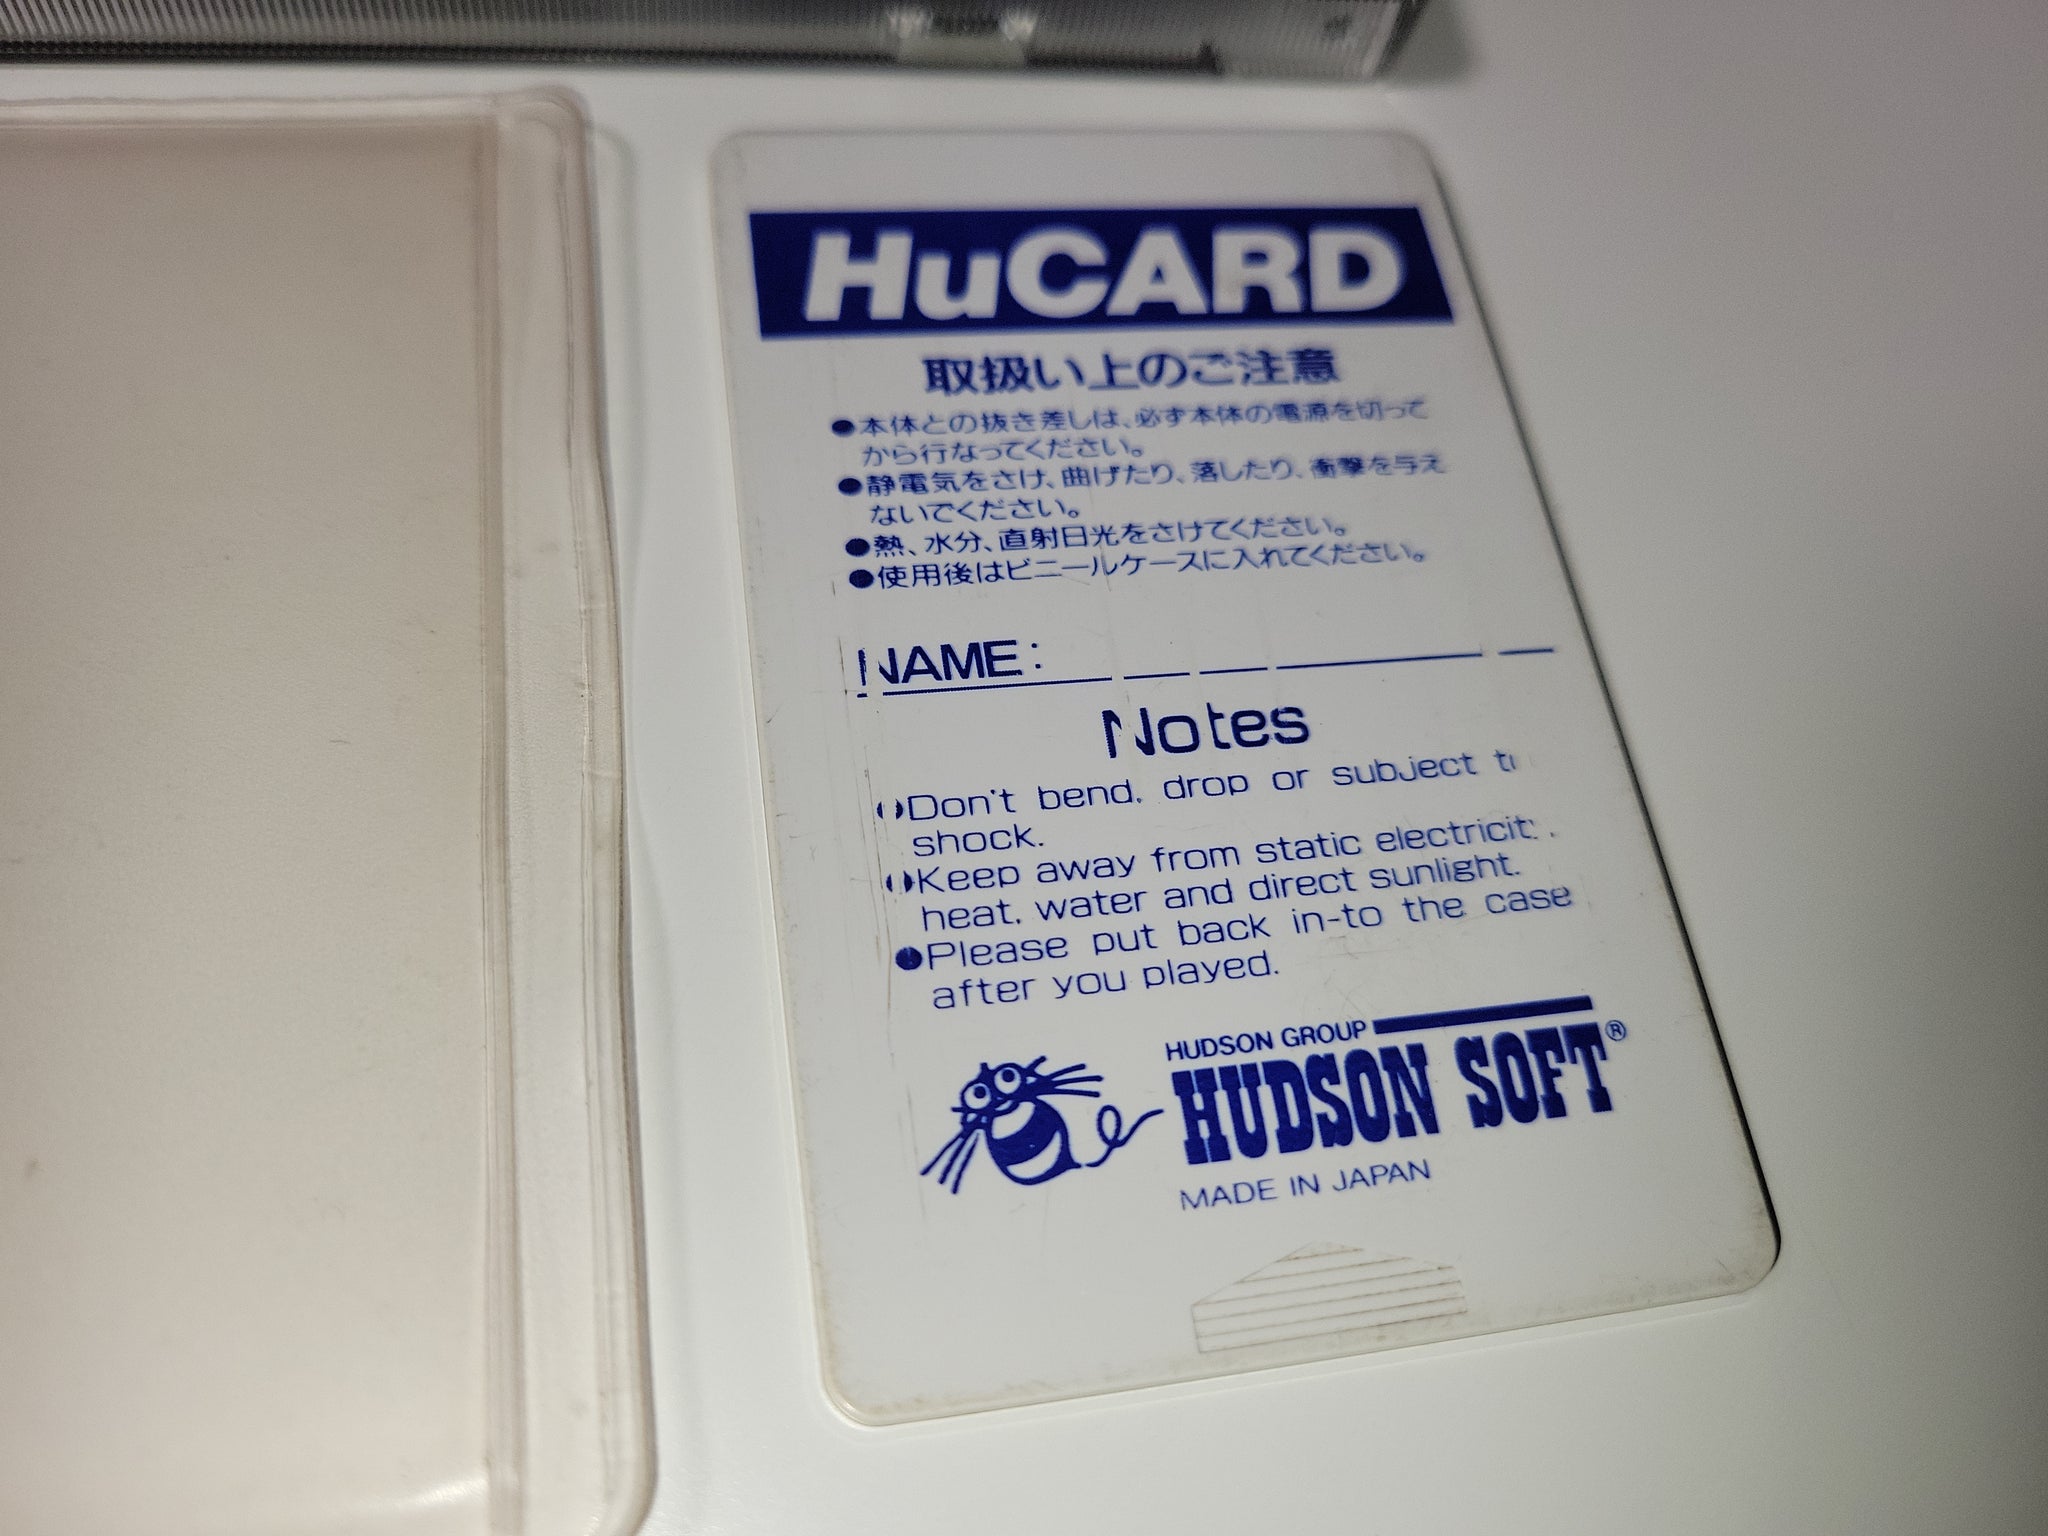 HuCARD
取扱い上のご注意
●本体との抜き差しは、必ず本体の電源を切って
から行なってください。
●静電気をさけ、曲げたり、落したり、衝撃を与え
ないでください。
●熱、水分、直射日光をさけてください。
●使用後はビニールケースに入れてください。
NAME:
Notes
●Don't bend, drop or subject to
shock.
●Keep away from static electricity,
heat, water and direct sunlight.
●Please put back in-to the case
after you played.
HUDSON GROUP
HUDSON SOFT®
MADE IN JAPAN